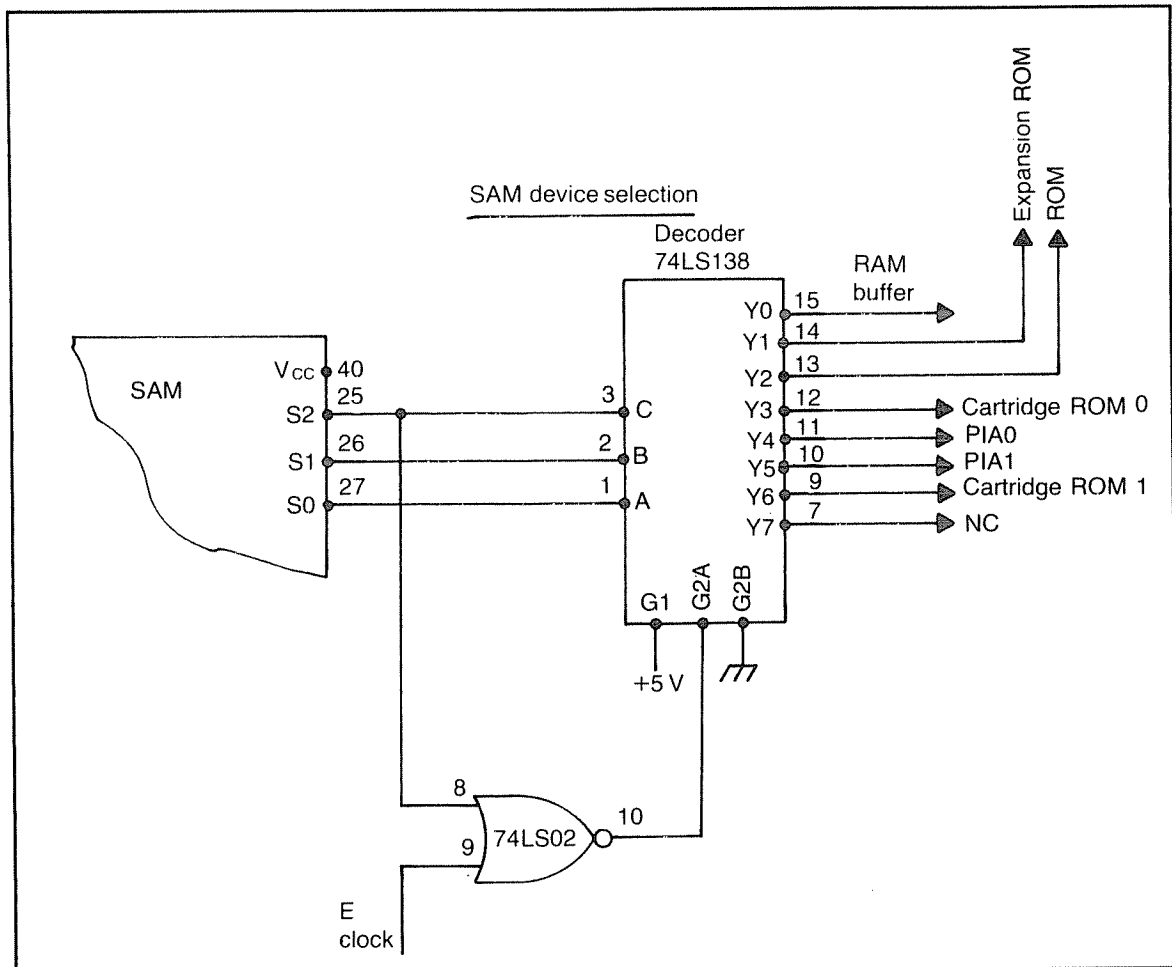 Expansion ROM
ROM
SAM device selection
Decoder
74LS138
RAM
buffer
SAM
VCC 40
S2 25
S1 26
S0 27
3 C
2 B
1 A
Y0 15
Y1 14
Y2 13
Y3 12 Cartridge ROM 0
Y4 11 PIA0
Y5 10 PIA1
Y6 9 Cartridge ROM 1
Y7 7 NC
G1
G2A
G2B
+5 V
8
9
74LS02
10
E
clock